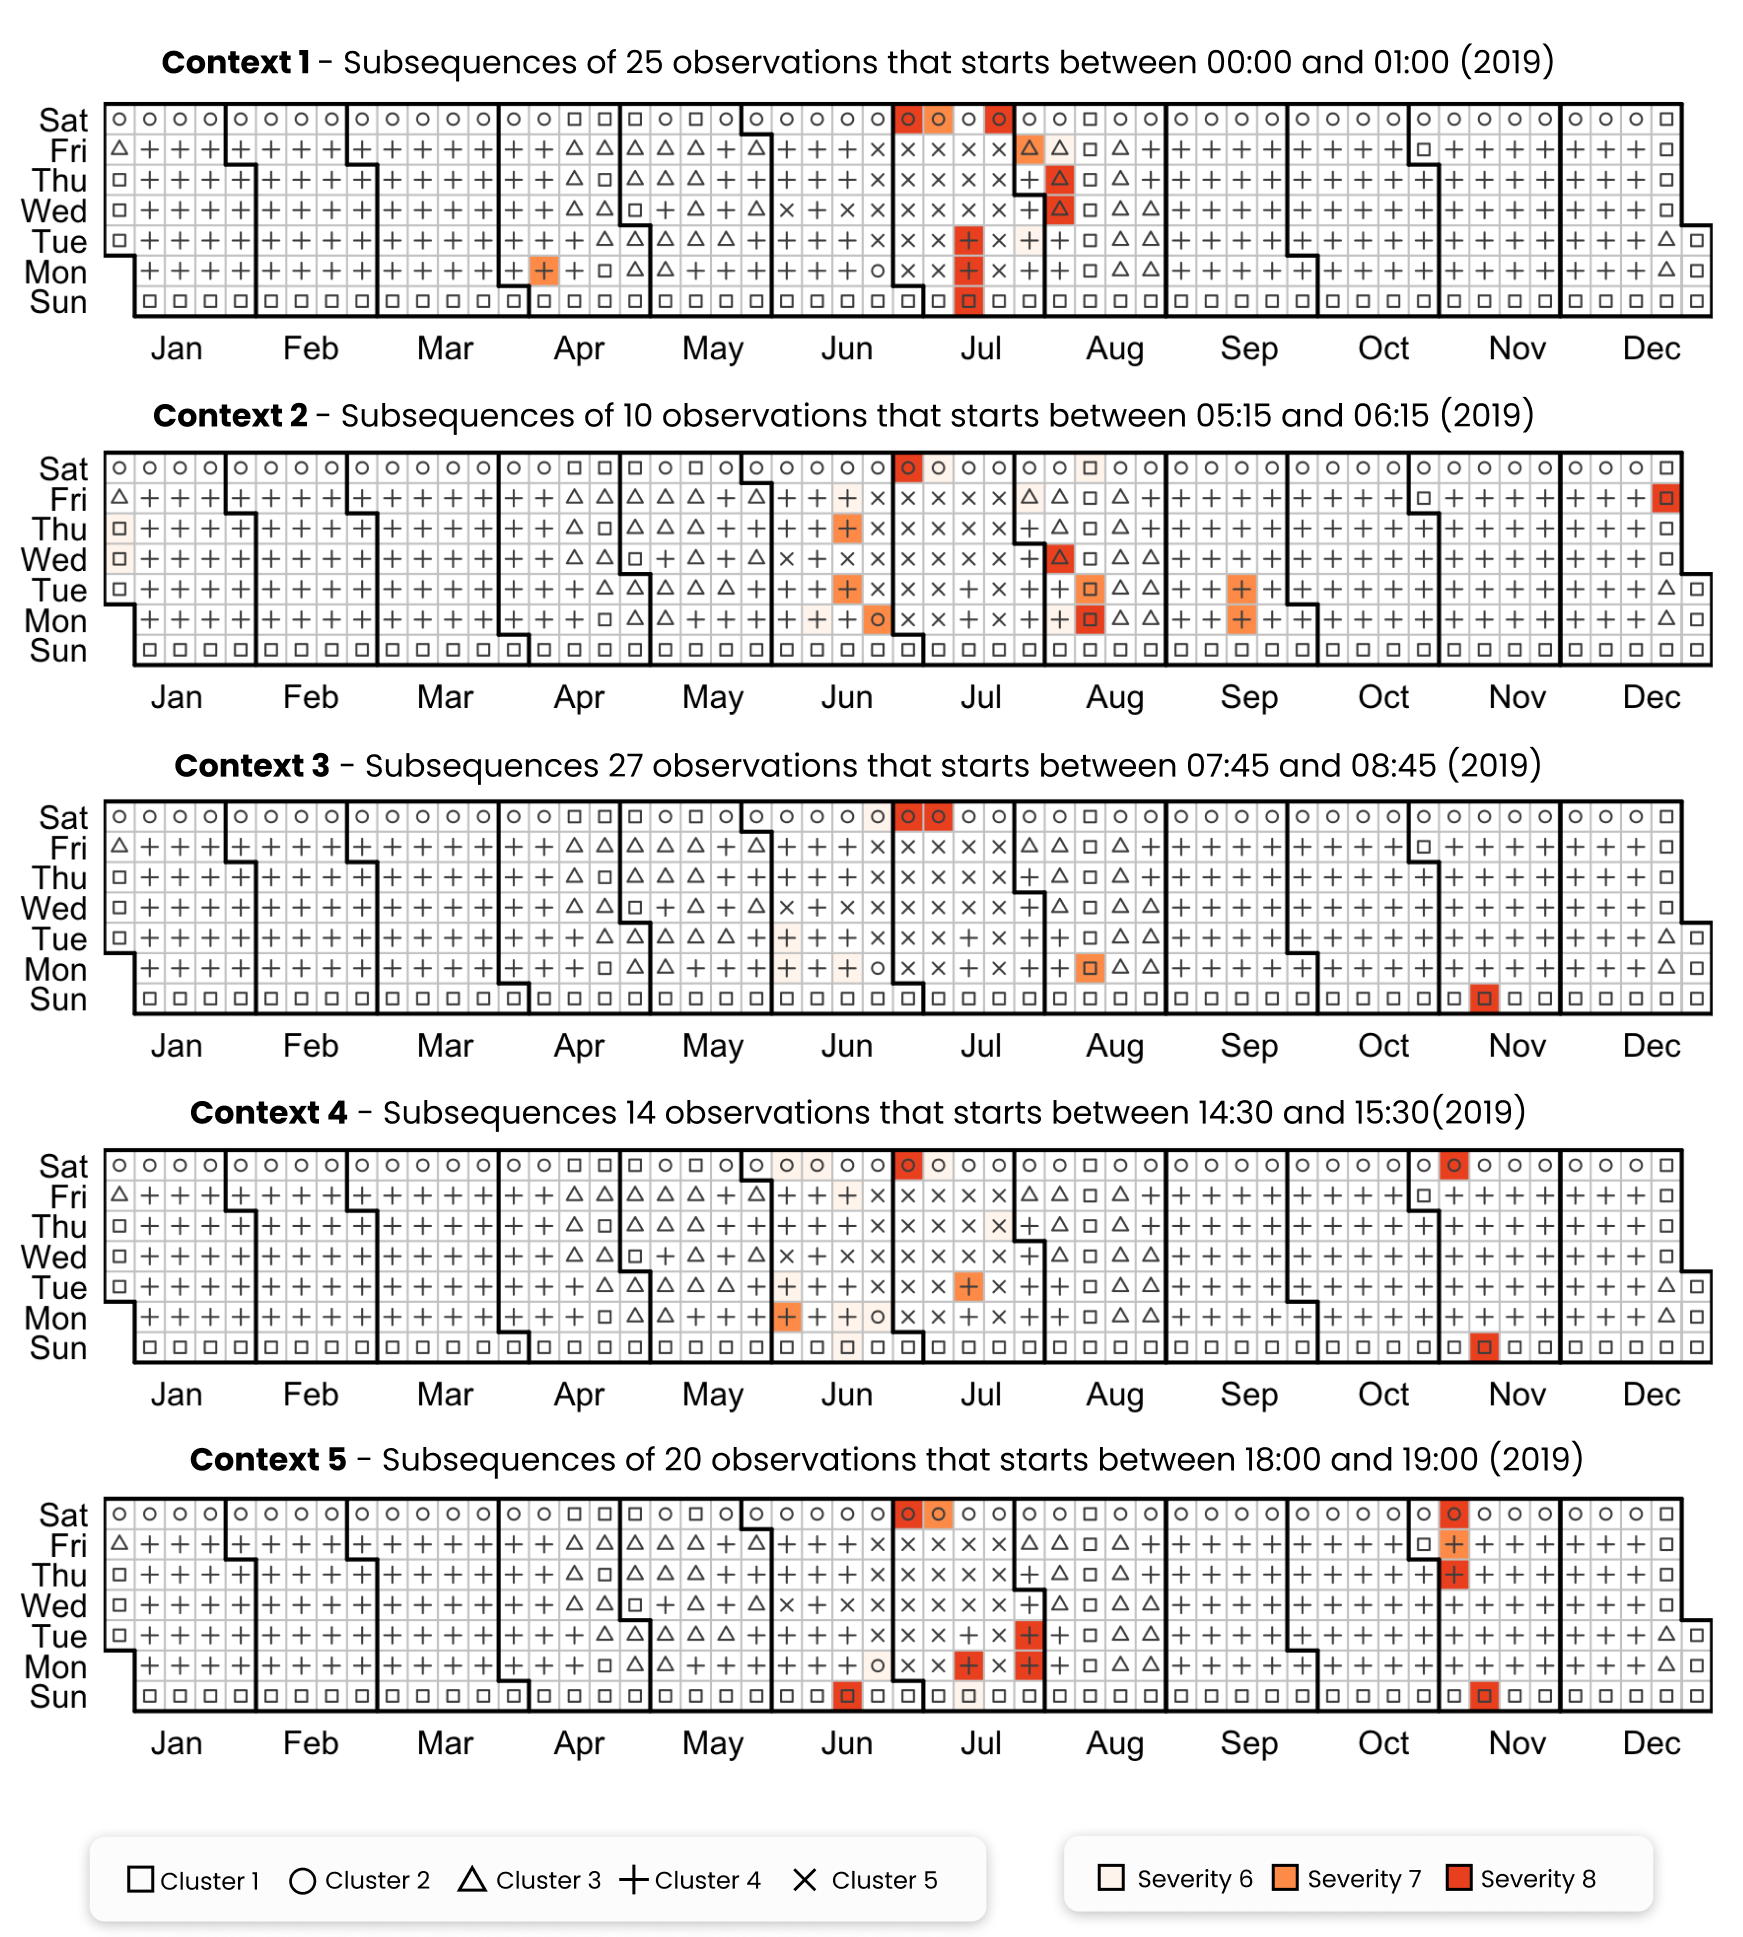 Context 1 - Subsequences of 25 observations that starts between 00:00 and 01:00 (2019)
Sat
Fri
Thu
Wed
Tue
Mon
Sun
Jan Feb Mar Apr May Jun Jul Aug Sep Oct Nov Dec
Context 2 - Subsequences of 10 observations that starts between 05:15 and 06:15 (2019)
Sat
Fri
Thu
Wed
Tue
Mon
Sun
Jan Feb Mar Apr May Jun Jul Aug Sep Oct Nov Dec
Context 3 - Subsequences 27 observations that starts between 07:45 and 08:45 (2019)
Sat
Fri
Thu
Wed
Tue
Mon
Sun
Jan Feb Mar Apr May Jun Jul Aug Sep Oct Nov Dec
Context 4 - Subsequences 14 observations that starts between 14:30 and 15:30(2019)
Sat
Fri
Thu
Wed
Tue
Mon
Sun
Jan Feb Mar Apr May Jun Jul Aug Sep Oct Nov Dec
Context 5 - Subsequences of 20 observations that starts between 18:00 and 19:00 (2019)
Sat
Fri
Thu
Wed
Tue
Mon
Sun
Jan Feb Mar Apr May Jun Jul Aug Sep Oct Nov Dec
Cluster 1 Cluster 2 Cluster 3 Cluster 4 Cluster 5 Severity 6 Severity 7 Severity 8